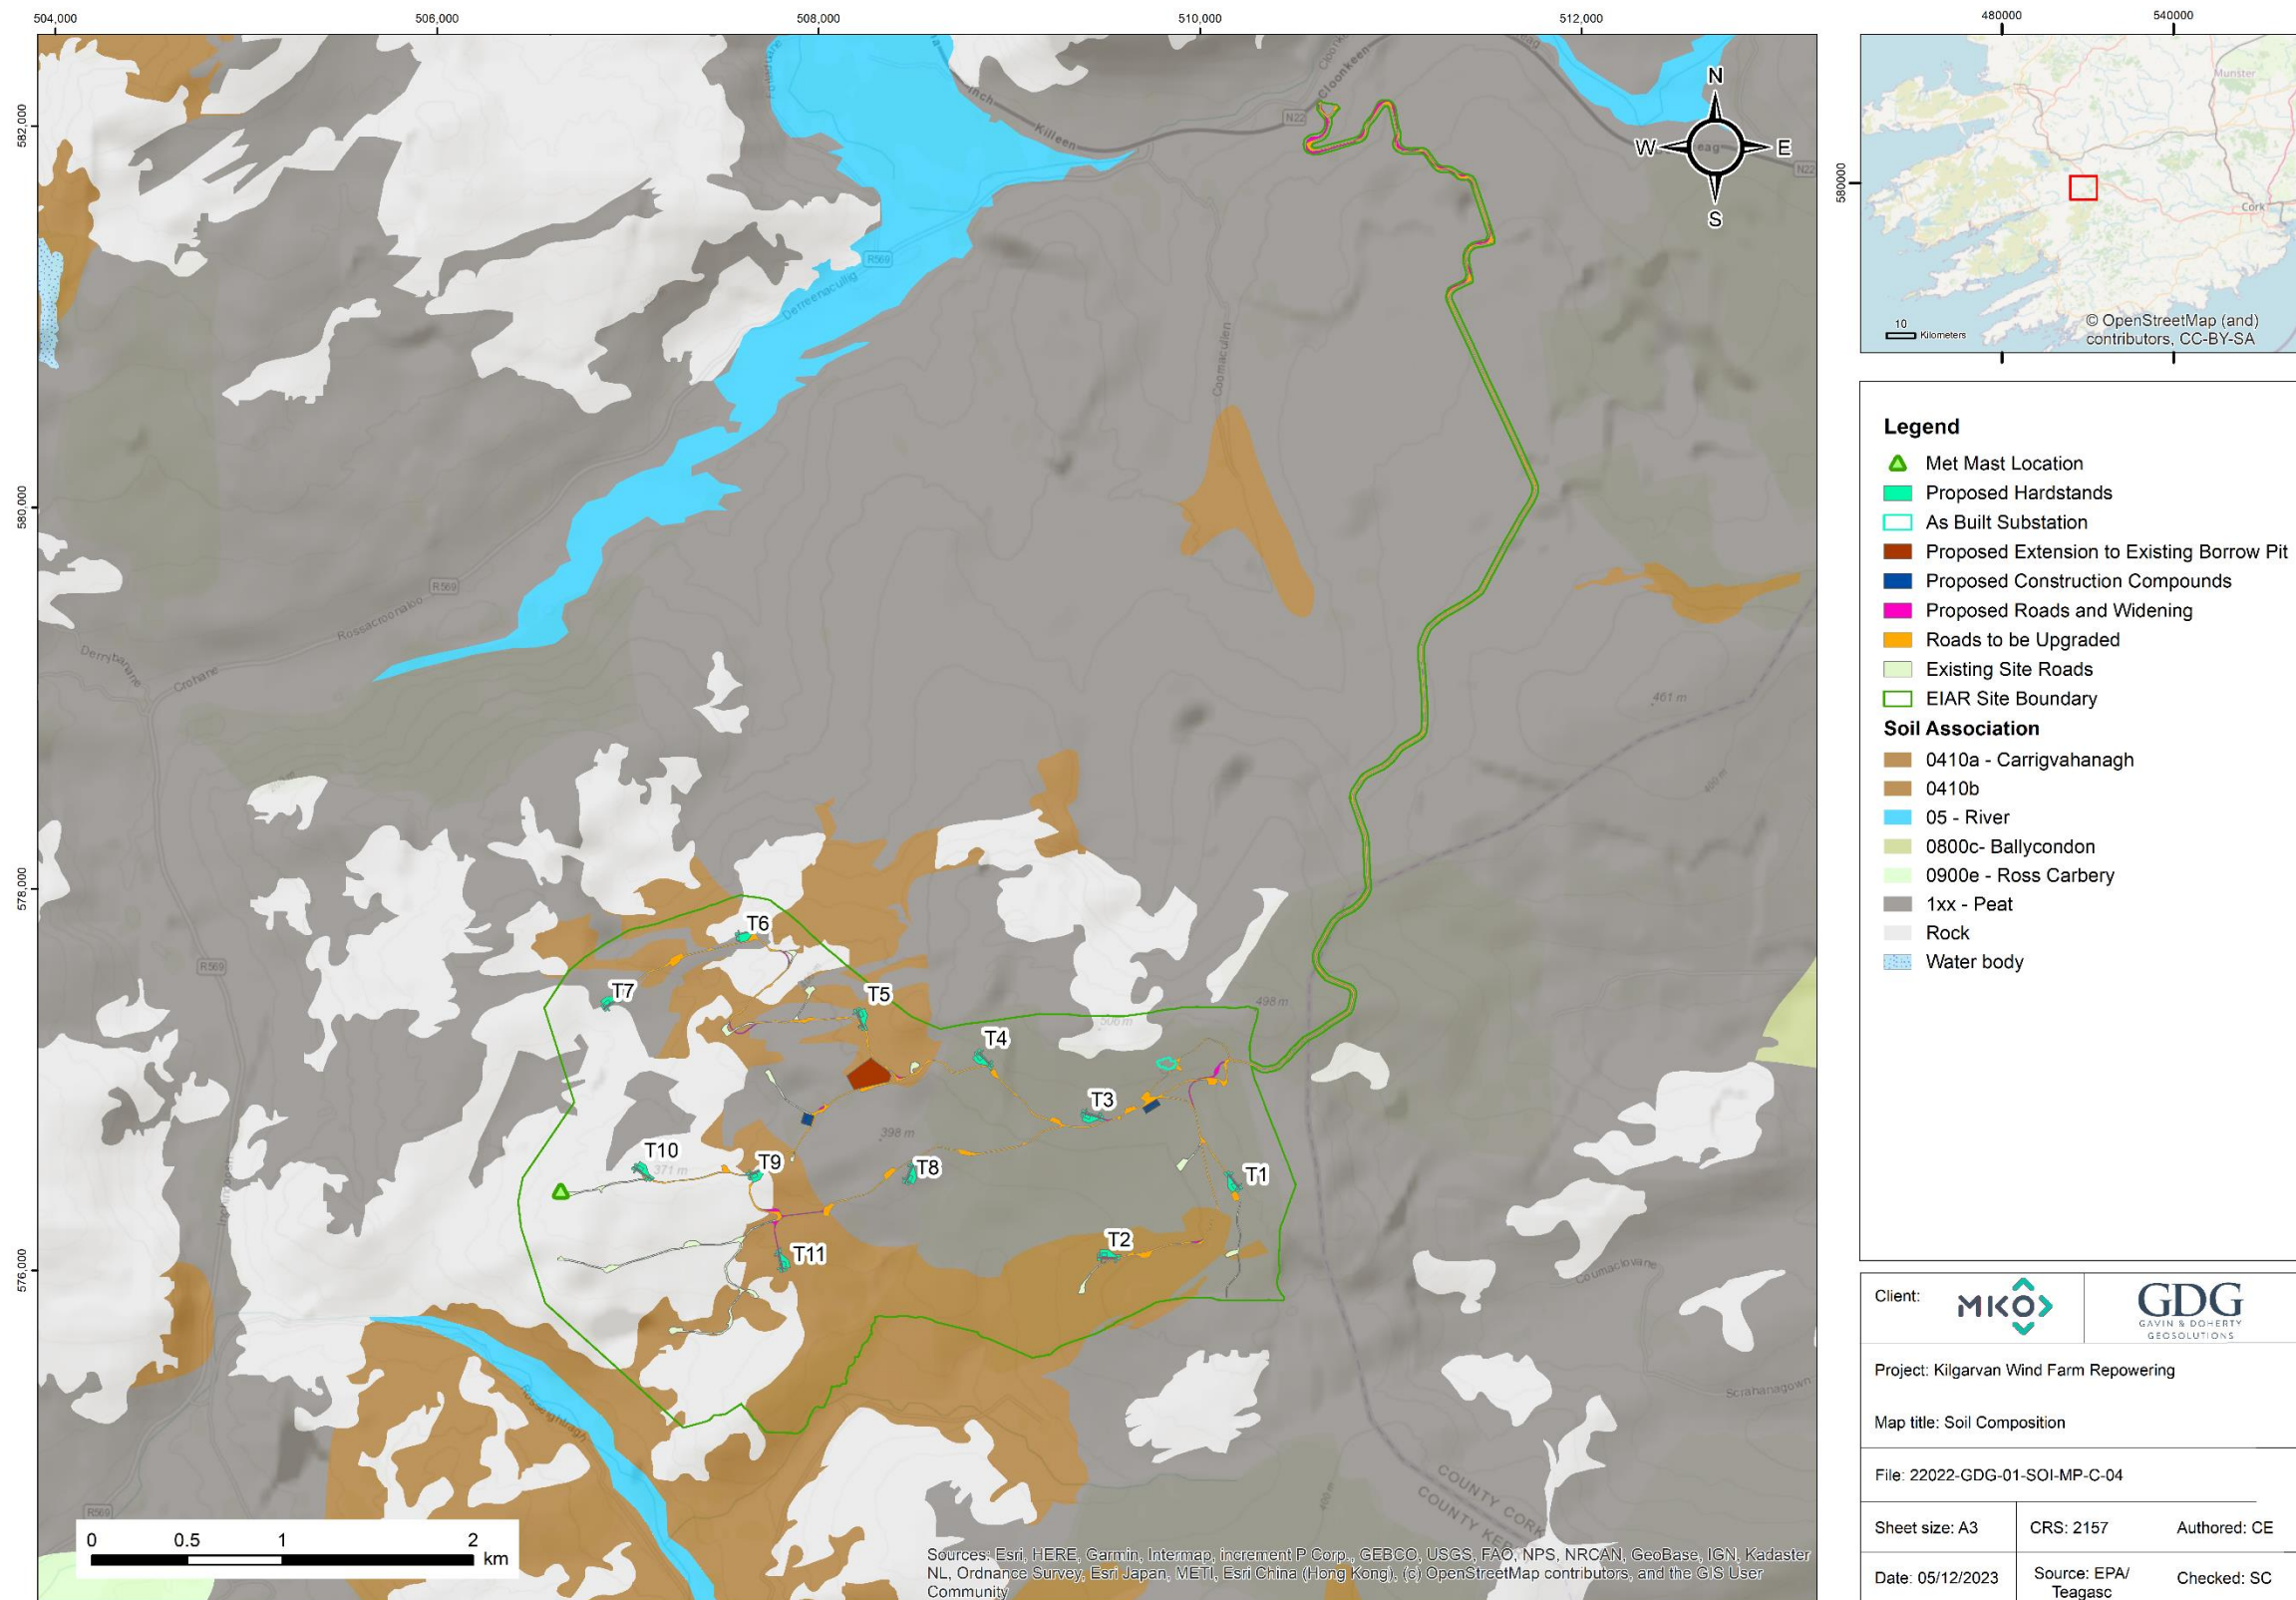 504,000
506,000
508,000
510,000
512,000
480000
540000
582,000
580,000
578,000
576,000
580000
Inch
Killeen
Cloonkeen
N22
N22
N
W
E
S
R569
Derreenacullig
Coomacullen
R569
Rossacroonaloo
Derrybanane
Crohane
461 m
400 m
R569
498 m
500 m
398 m
371 m
T6
T7
T5
T4
T3
T10
T9
T8
T1
T2
T11
Coumaclovane
Scrahanagown
R569
400 m
COUNTY CORK
COUNTY KERRY
0
0.5
1
2
km
Sources: Esri, HERE, Garmin, Intermap, increment P Corp., GEBCO, USGS, FAO, NPS, NRCAN, GeoBase, IGN, Kadaster
NL, Ordnance Survey, Esri Japan, METI, Esri China (Hong Kong), (c) OpenStreetMap contributors, and the GIS User
Community
Munster
Cork
10
Kilometers
© OpenStreetMap (and)
contributors, CC-BY-SA
Legend
Met Mast Location
Proposed Hardstands
As Built Substation
Proposed Extension to Existing Borrow Pit
Proposed Construction Compounds
Proposed Roads and Widening
Roads to be Upgraded
Existing Site Roads
EIAR Site Boundary
Soil Association
0410a - Carrigvahanagh
0410b
05 - River
0800c- Ballycondon
0900e - Ross Carbery
1xx - Peat
Rock
Water body
Client:
MKO
GDG
GAVIN & DOHERTY
GEOSOLUTIONS
Project: Kilgarvan Wind Farm Repowering
Map title: Soil Composition
File: 22022-GDG-01-SOI-MP-C-04
Sheet size: A3
CRS: 2157
Authored: CE
Date: 05/12/2023
Source: EPA/
Teagasc
Checked: SC